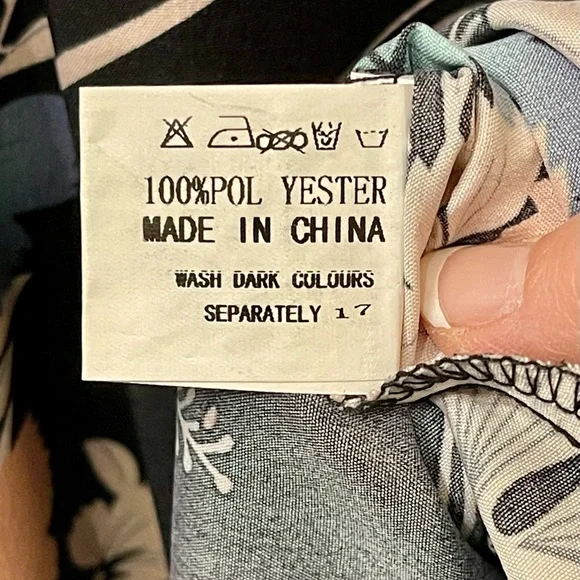 100%POL YESTER
MADE IN CHINA
WASH DARK COLOURS
SEPARATELY 17